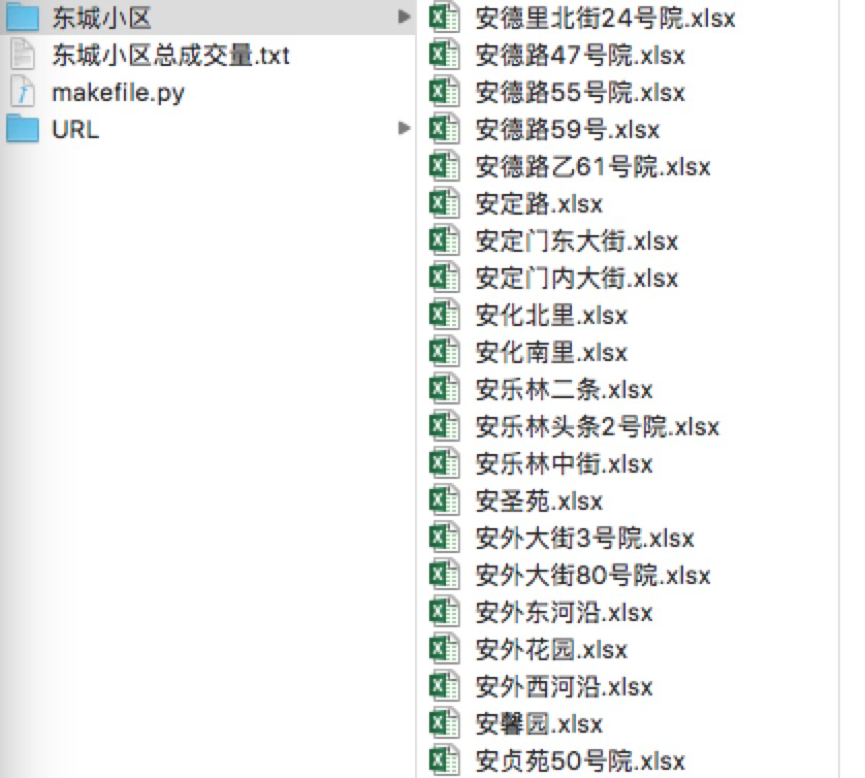 东城小区
东城小区总成交量.txt
makefile.py
URL
安德里北街24号院.xlsx
安德路47号院.xlsx
安德路55号院.xlsx
安德路59号.xlsx
安德路乙61号院.xlsx
安定路.xlsx
安定门东大街.xlsx
安定门内大街.xlsx
安化北里.xlsx
安化南里.xlsx
安乐林二条.xlsx
安乐林头条2号院.xlsx
安乐林中街.xlsx
安圣苑.xlsx
安外大街3号院.xlsx
安外大街80号院.xlsx
安外东河沿.xlsx
安外花园.xlsx
安外西河沿.xlsx
安馨园.xlsx
安贞苑50号院.xlsx